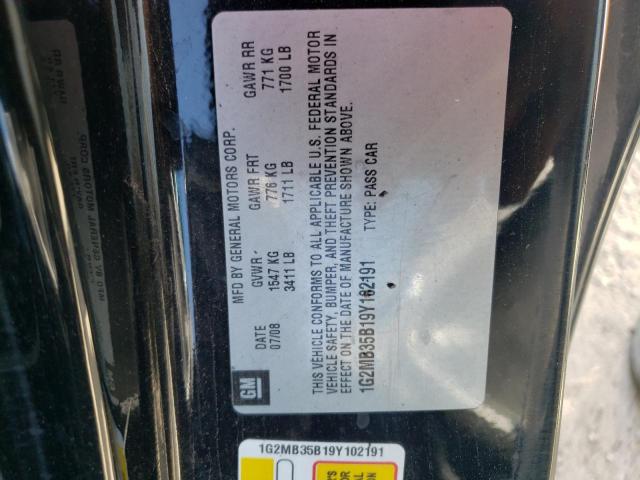 MFD BY GENERAL MOTORS CORP.
DATE GVWR GAWR FRT GAWR RR
07/08 1547 KG 776 KG 771 KG
3411 LB 1711 LB 1700 LB
THIS VEHICLE CONFORMS TO ALL APPLICABLE U.S. FEDERAL MOTOR
VEHICLE SAFETY, BUMPER, AND THEFT PREVENTION STANDARDS IN
EFFECT ON THE DATE OF MANUFACTURE SHOWN ABOVE.
1G2MB35B19Y102191 TYPE: PASS CAR
GM
1G2MB35B19Y102191